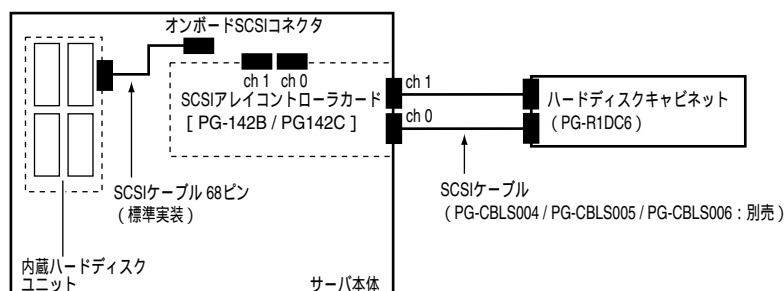 オンボードSCSIコネクタ
ch 1 ch 0
SCSIアレイコントローラカード
[ PG-142B / PG142C ]
ch 1
ch 0
ハードディスクキャビネット
( PG-R1DC6 )
SCSIケーブル 68ピン
( 標準実装 )
SCSIケーブル
( PG-CBLS004 / PG-CBLS005 / PG-CBLS006 : 別売 )
内蔵ハードディスク
ユニット
サーバ本体